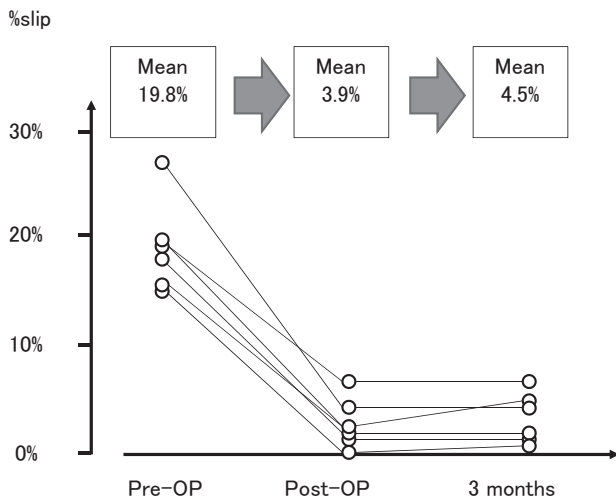 %slip
Mean
19.8%
Mean
3.9%
Mean
4.5%
30%
20%
10%
0%
Pre-OP
Post-OP
3 months